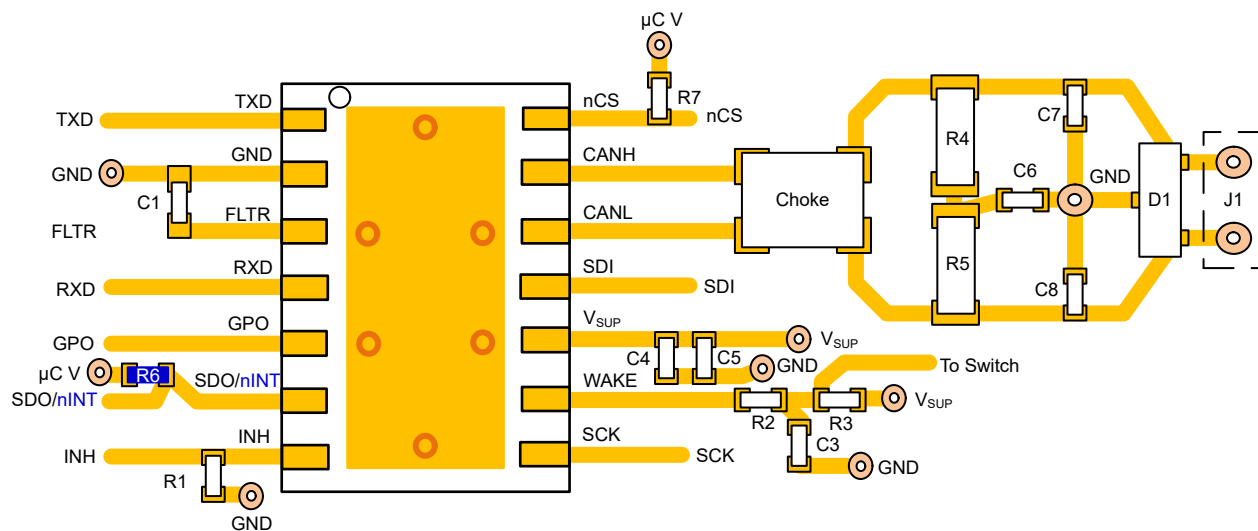 µC V
TXD
TXD
nCS
R7
nCS
C7
R4
GND
GND
CANH
C6
GND
C1
Choke
D1
J1
FLTR
FLTR
CANL
R5
RXD
RXD
SDI
SDI
C8
GPO
GPO
VSUP
VSUP
C4
C5
GND
To Switch
µC V
R6
SDO/nINT
WAKE
SDO/nINT
R2
R3
VSUP
INH
INH
SCK
SCK
C3
GND
R1
GND